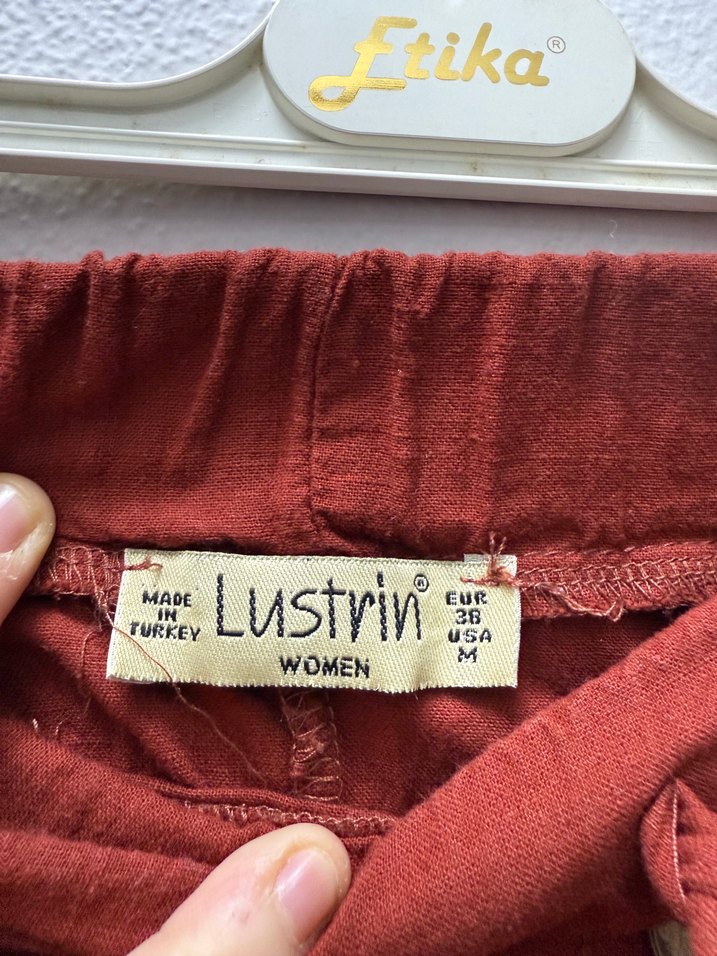 Etika®
MADE
IN
TURKEY
Lustrin®
WOMEN
EUR
38
USA
M